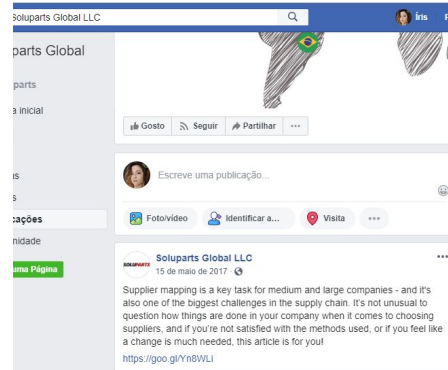 Soluparts Global LLC
Íris
parts Global
parts
a inicial
Gosto Seguir Partilhar ...
Escreve uma publicação...
s
s
cações
Foto/vídeo Identificar a... Visita ...
nidade
uma Página
SOLUPARTS
Soluparts Global LLC
15 de maio de 2017 ·
Supplier mapping is a key task for medium and large companies - and it's
also one of the biggest challenges in the supply chain. It's not unusual to
question how things are done in your company when it comes to choosing
suppliers, and if you're not satisfied with the methods used, or if you feel like
a change is much needed, this article is for you!
https://goo.gl/Yn8WLi